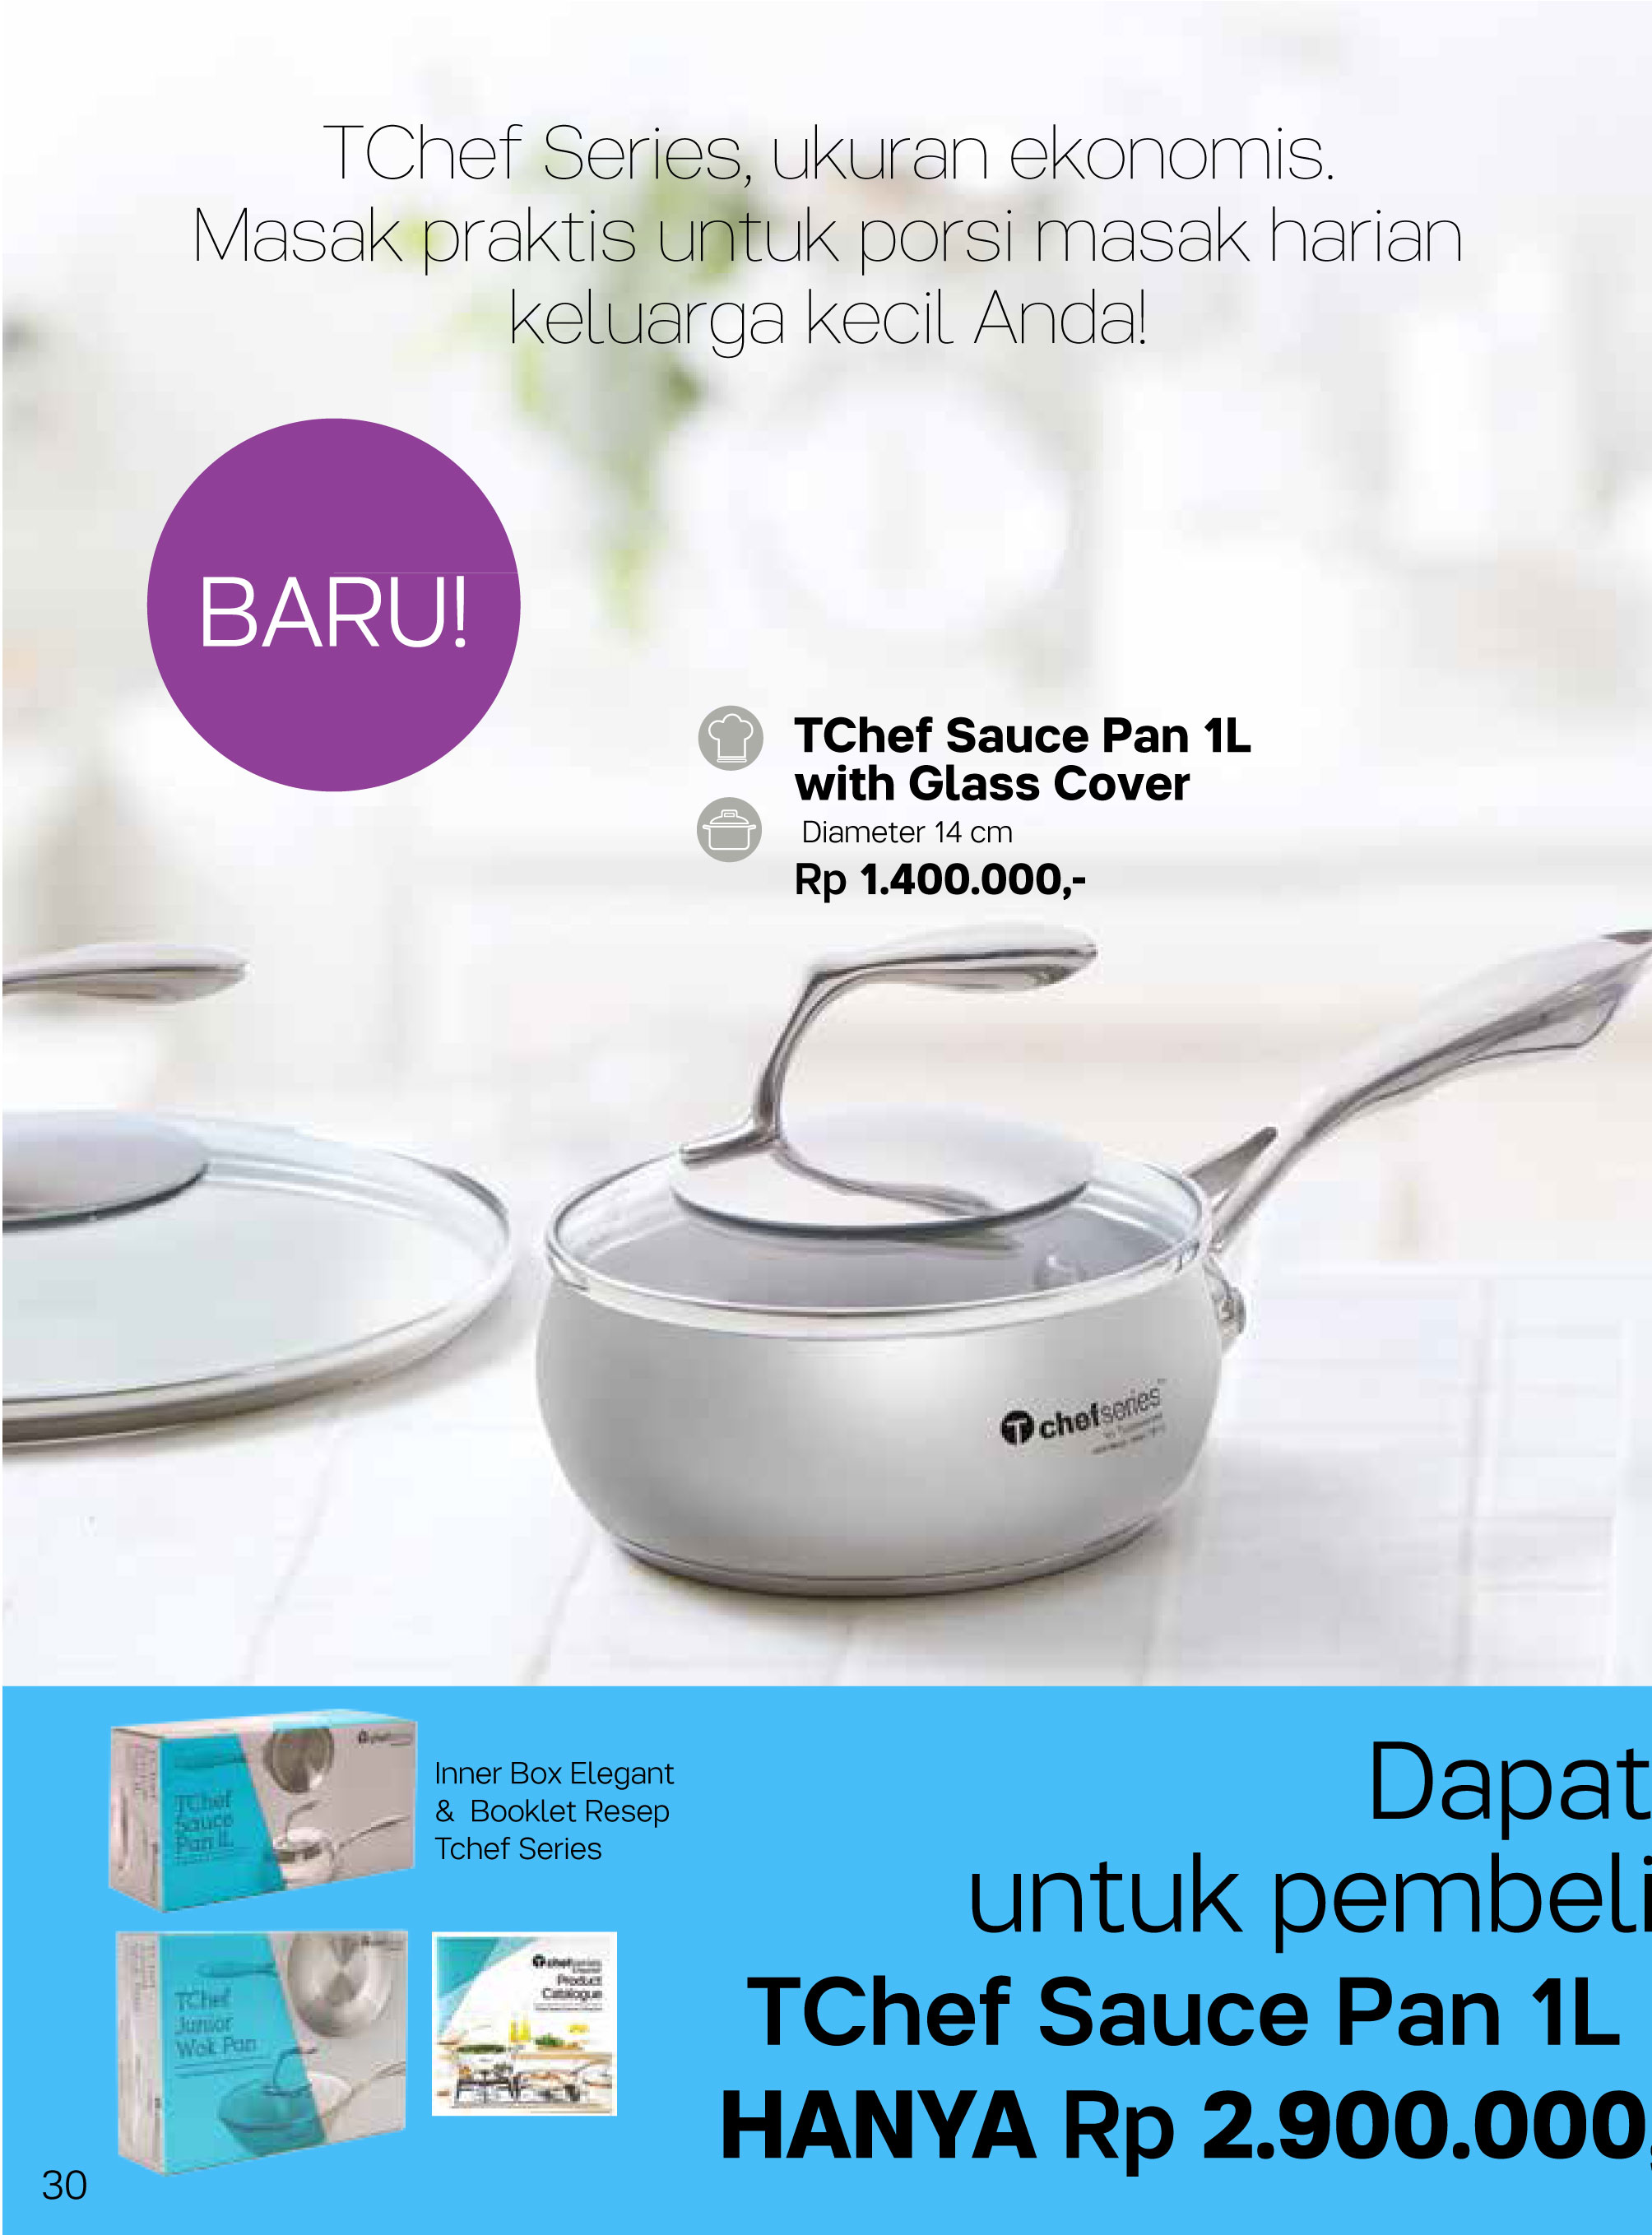 TChef Series, ukuran ekonomis.
Masak praktis untuk porsi masak harian
keluarga kecil Anda!
BARU!
TChef Sauce Pan 1L
with Glass Cover
Diameter 14 cm
Rp 1.400.000,-
T chefseries
Inner Box Elegant
& Booklet Resep
Tchef Series
TChef
Sauce
Pan 1L
TChef
Junior
Wok Pan
chefseries
Product
Catalogue
Dapat
untuk pembeli
TChef Sauce Pan 1L
HANYA Rp 2.900.000,
30